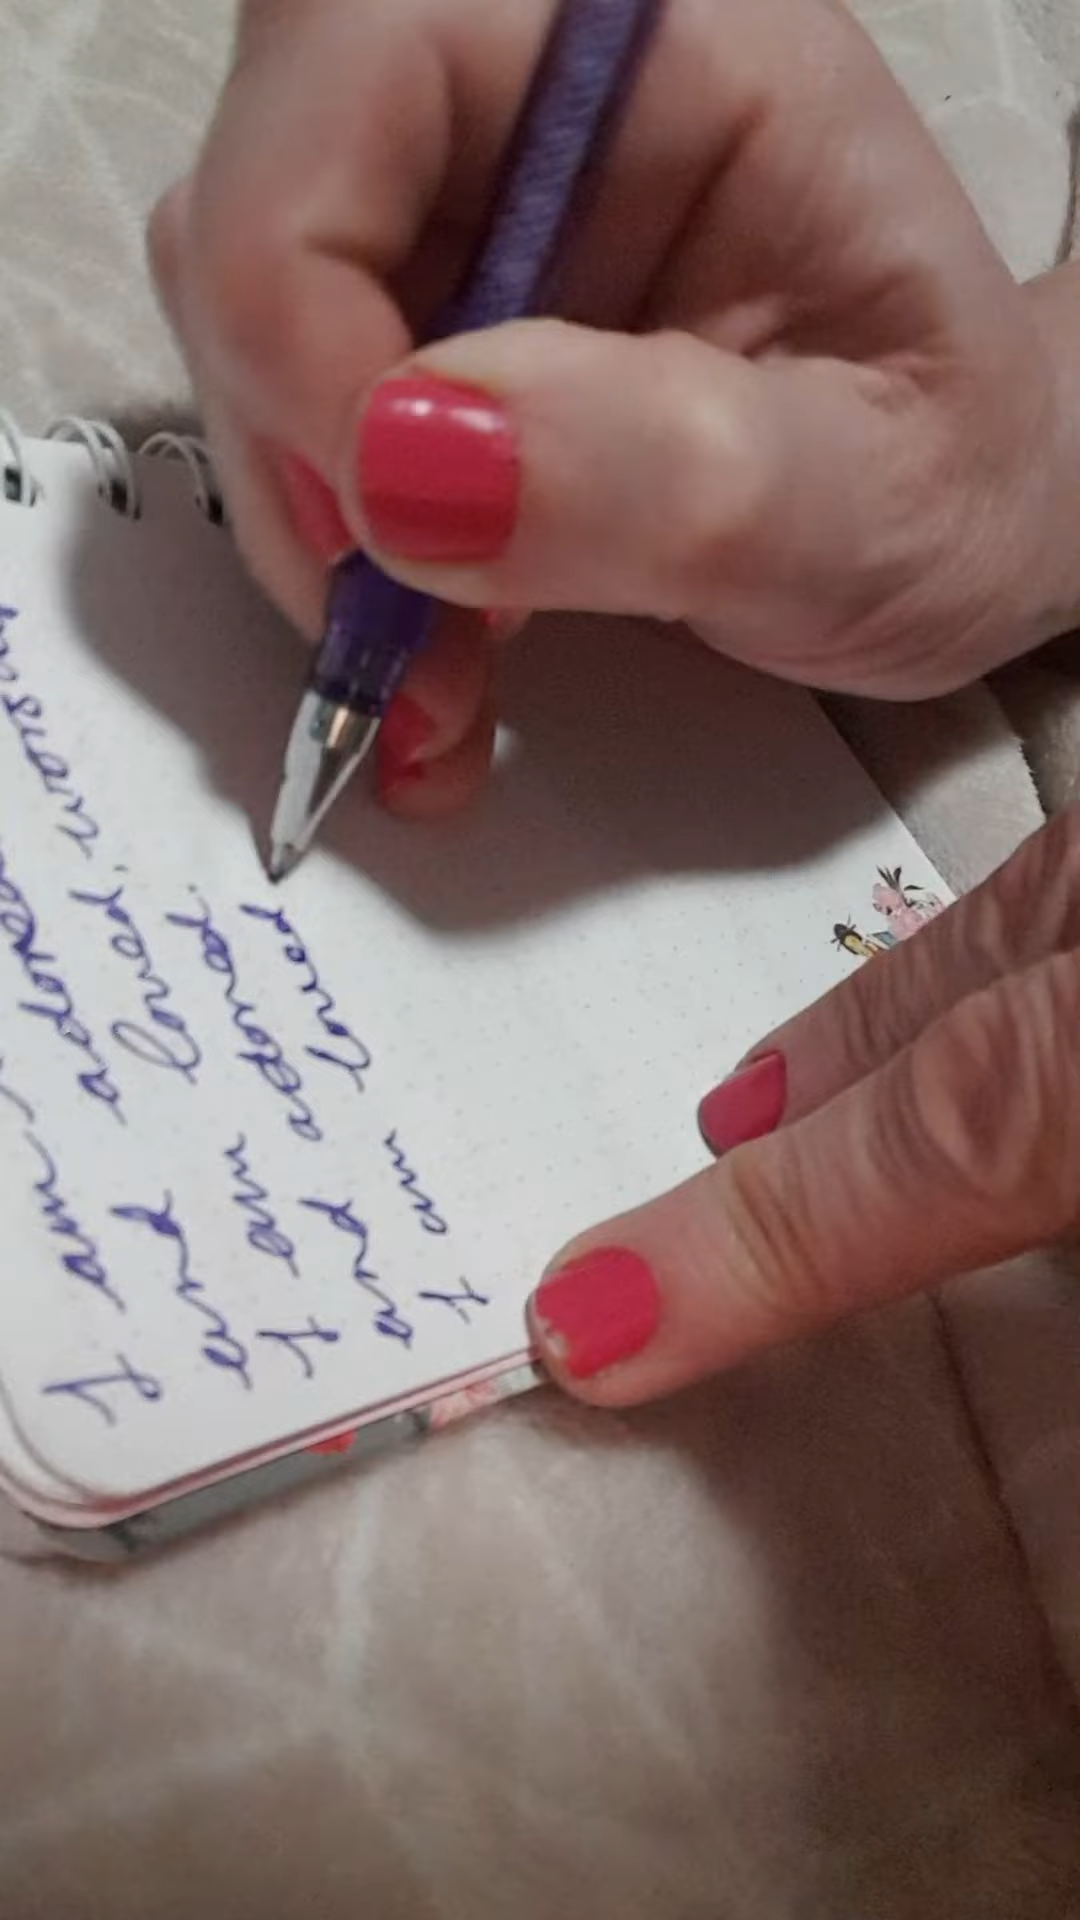 I am
and adored
I am loved,
and adored.
I am loved